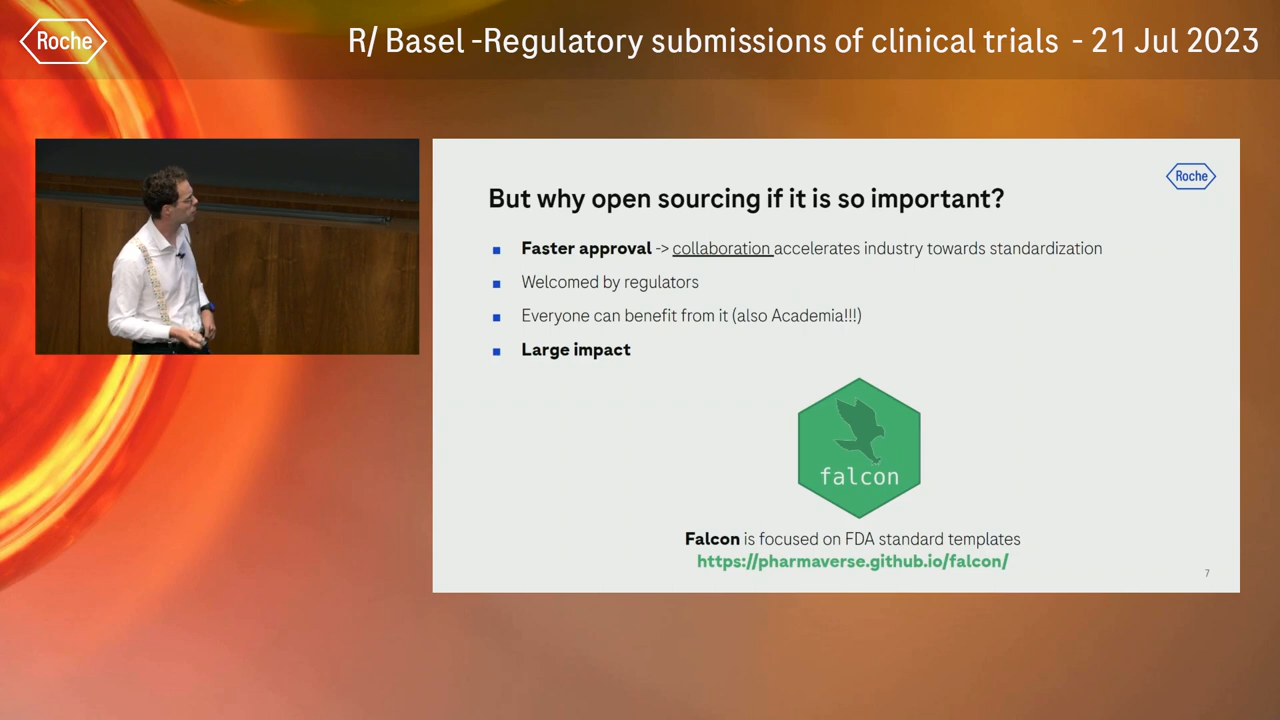 Roche
R/ Basel -Regulatory submissions of clinical trials - 21 Jul 2023
Roche
But why open sourcing if it is so important?
Faster approval -> collaboration accelerates industry towards standardization
Welcomed by regulators
Everyone can benefit from it (also Academia!!!)
Large impact
falcon
Falcon is focused on FDA standard templates
https://pharmaverse.github.io/falcon/
7